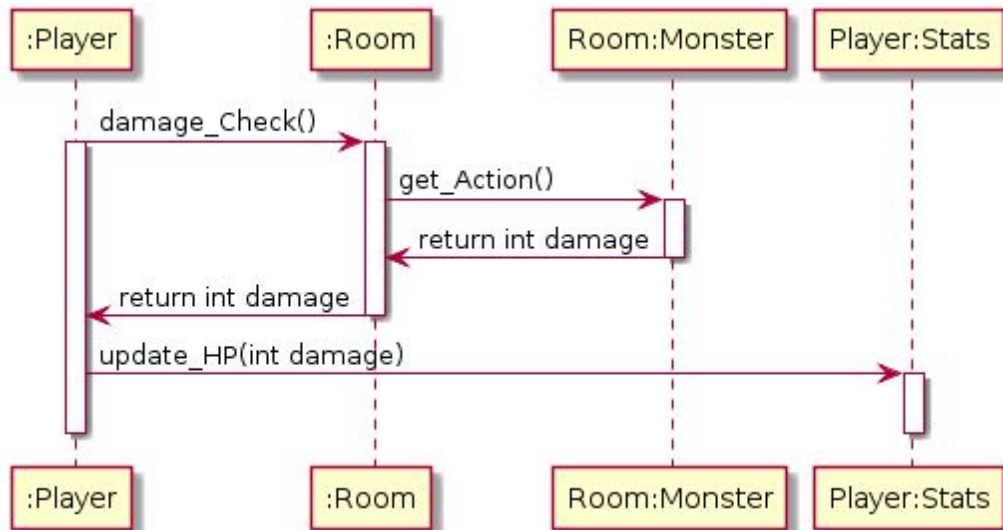 :Player
:Room
Room:Monster
Player:Stats
damage_Check()
get_Action()
return int damage
return int damage
update_HP(int damage)
:Player
:Room
Room:Monster
Player:Stats